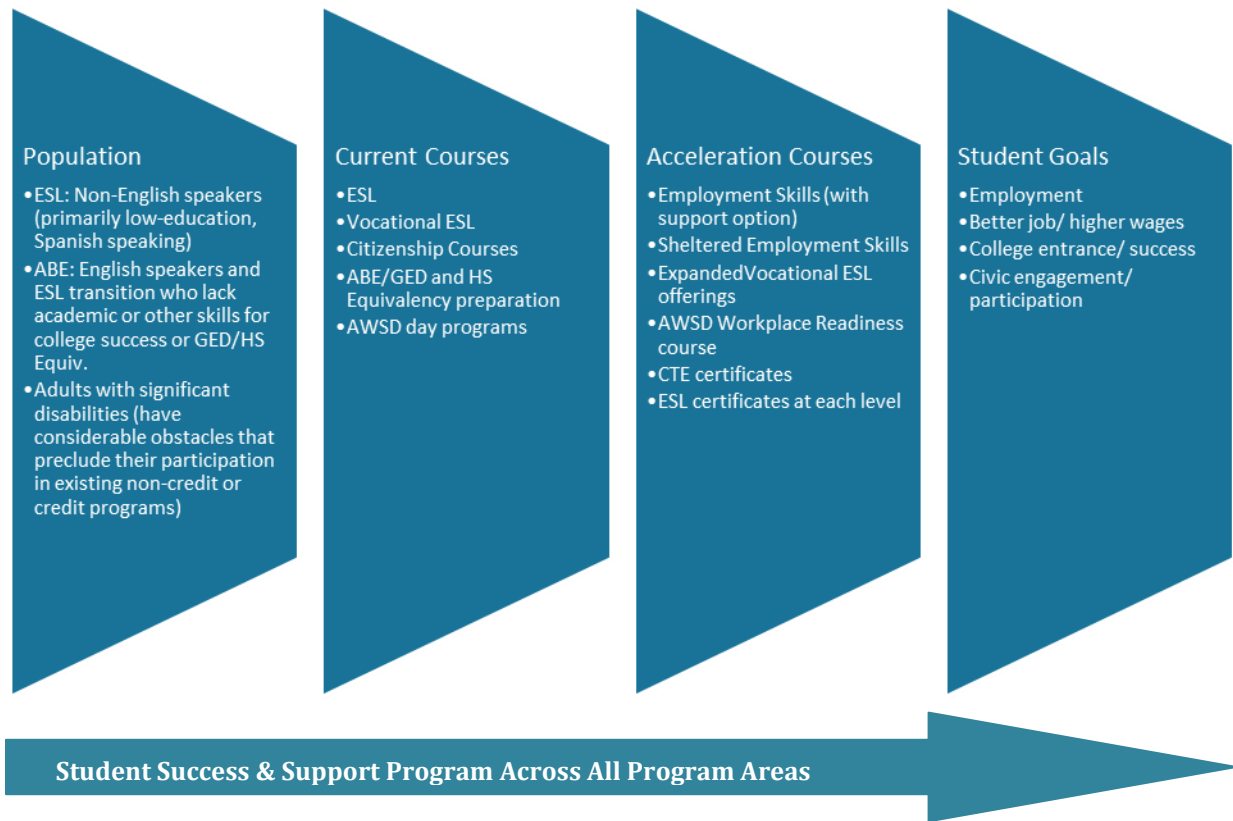 Population
•ESL: Non-English speakers
(primarily low-education,
Spanish speaking)
•ABE: English speakers and
ESL transition who lack
academic or other skills for
college success or GED/HS
Equiv.
•Adults with significant
disabilities (have
considerable obstacles that
preclude their participation
in existing non-credit or
credit programs)
Current Courses
•ESL
•Vocational ESL
•Citizenship Courses
•ABE/GED and HS
Equivalency preparation
•AWSD day programs
Acceleration Courses
•Employment Skills (with
support option)
•Sheltered Employment Skills
•ExpandedVocational ESL
offerings
•AWSD Workplace Readiness
course
•CTE certificates
•ESL certificates at each level
Student Goals
•Employment
•Better job/ higher wages
•College entrance/ success
•Civic engagement/
participation
Student Success & Support Program Across All Program Areas